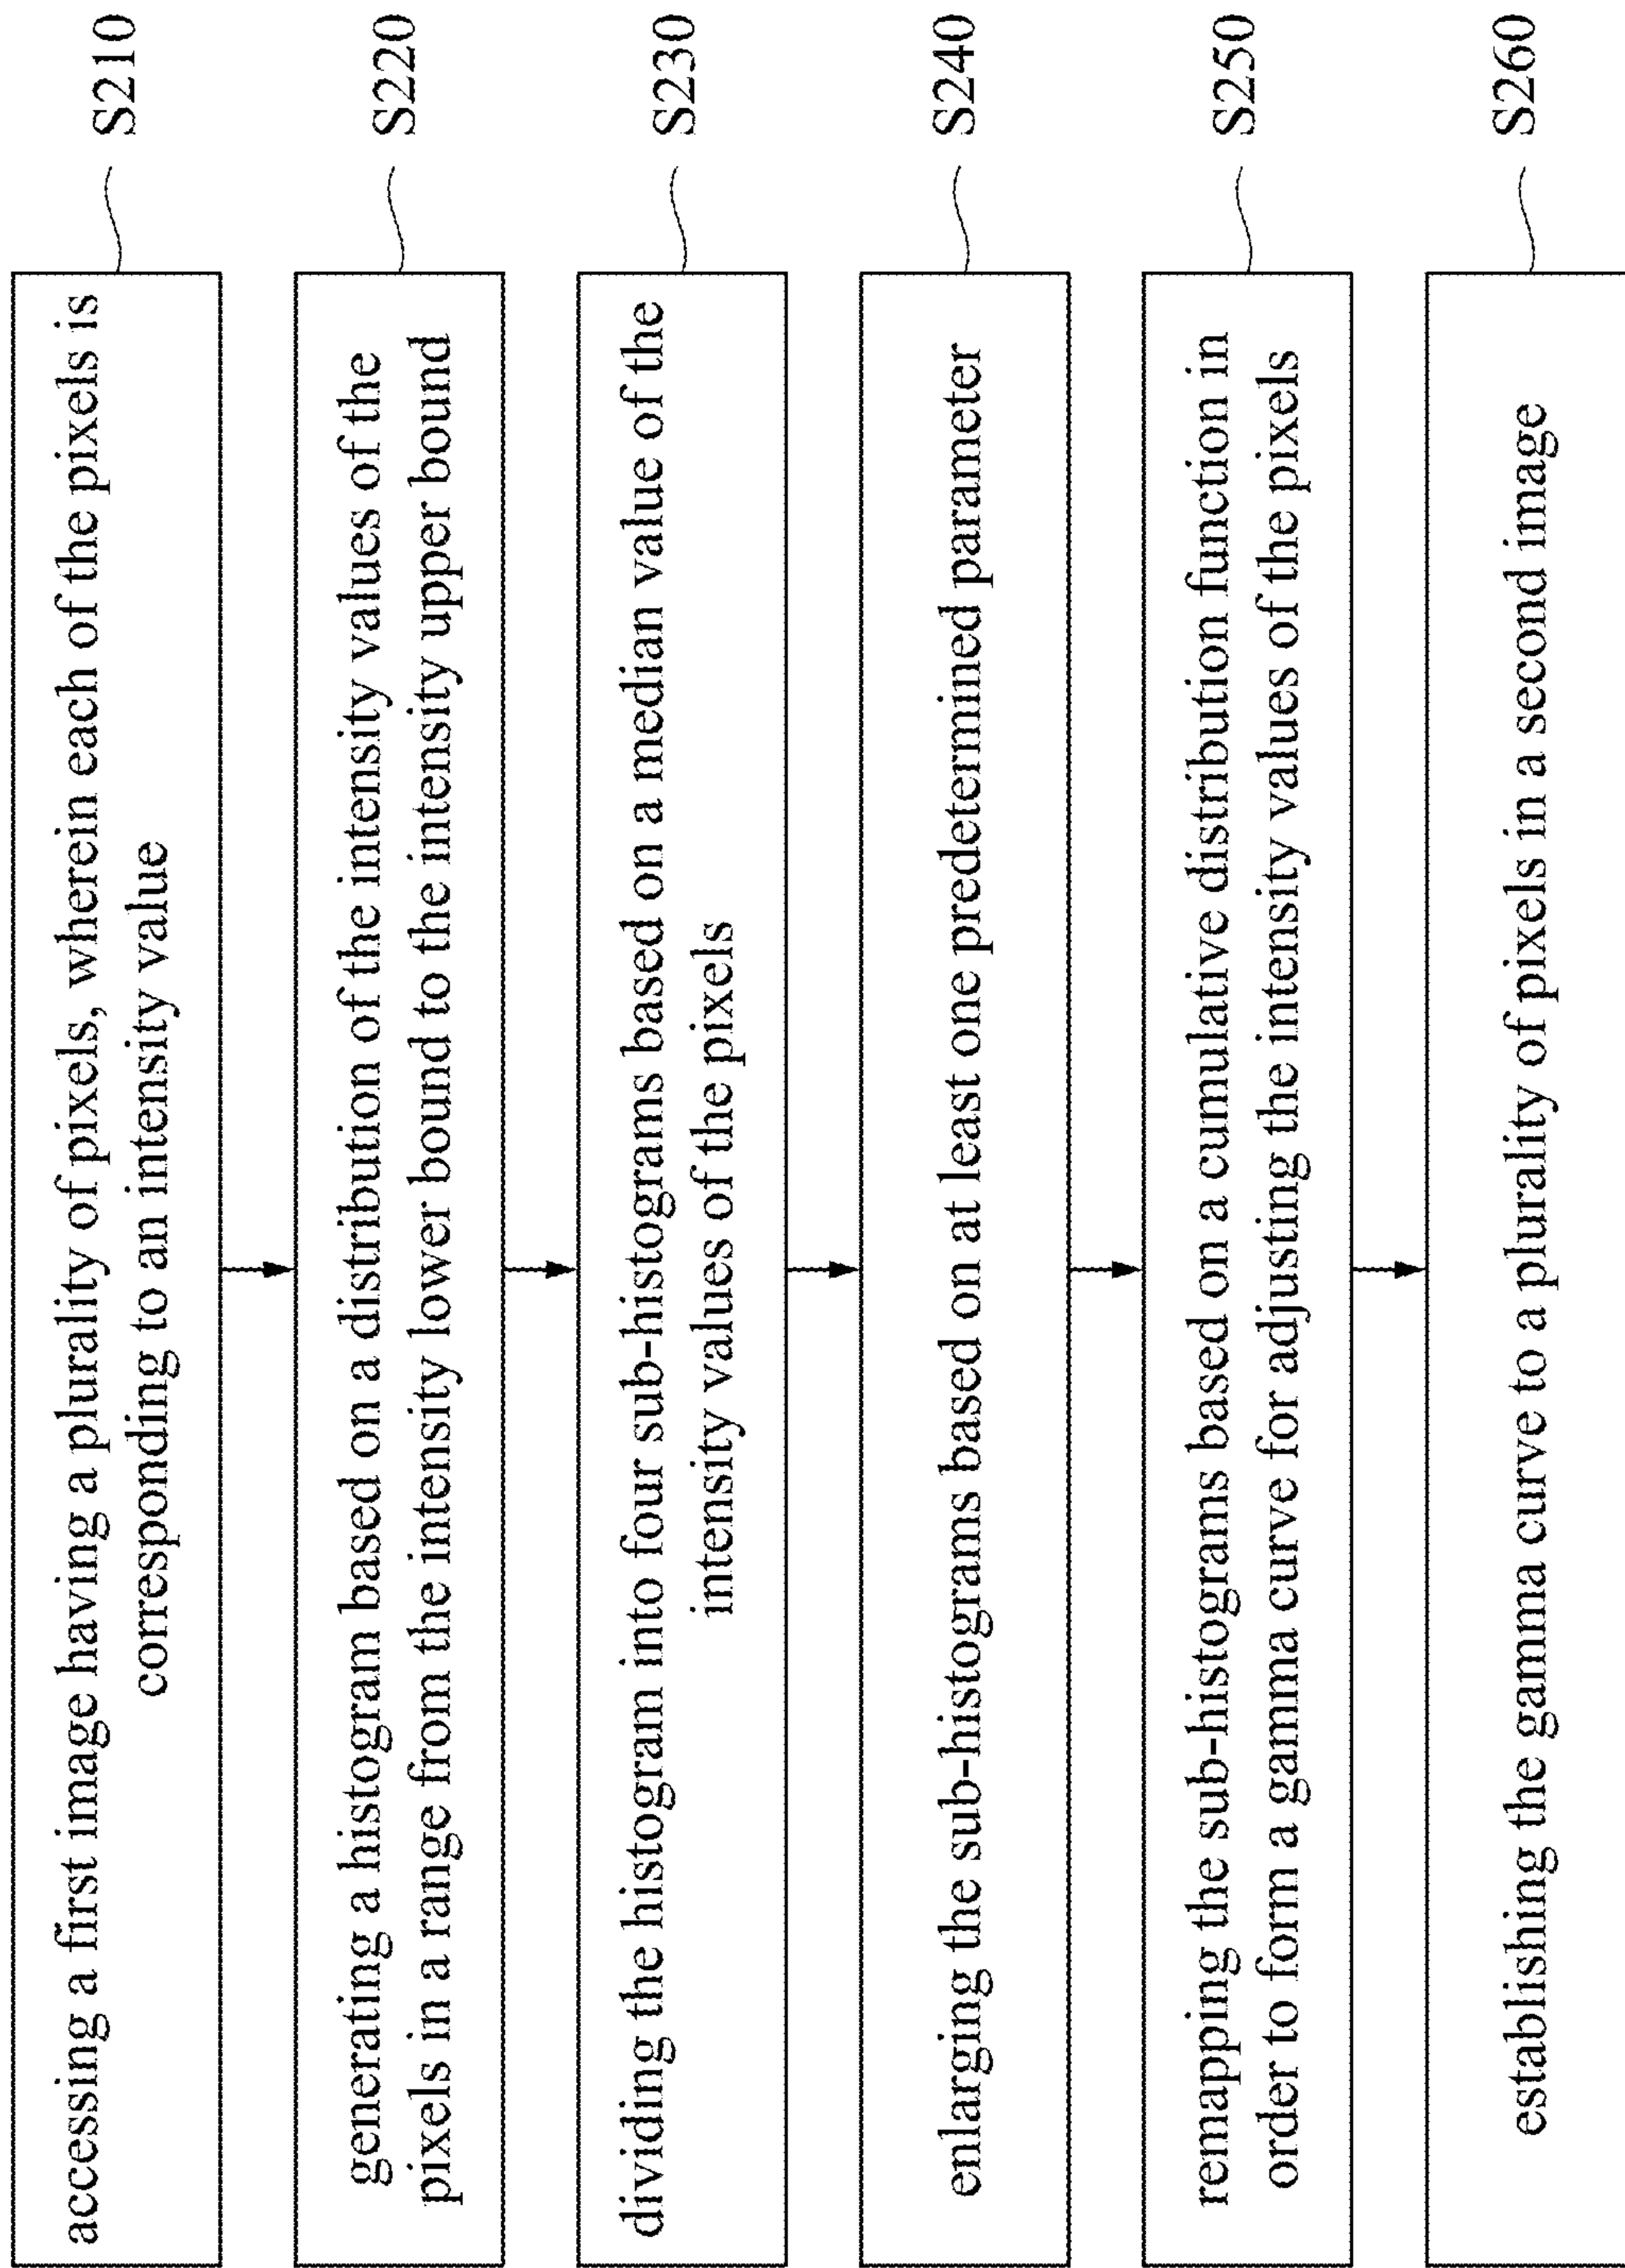 accessing a first image having a plurality of pixels, wherein each of the pixels is
corresponding to an intensity value
S210
generating a histogram based on a distribution of the intensity values of the
pixels in a range from the intensity lower bound to the intensity upper bound
S220
dividing the histogram into four sub-histograms based on a median value of the
intensity values of the pixels
S230
enlarging the sub-histograms based on at least one predetermined parameter
S240
remapping the sub-histograms based on a cumulative distribution function in
order to form a gamma curve for adjusting the intensity values of the pixels
S250
establishing the gamma curve to a plurality of pixels in a second image
S260